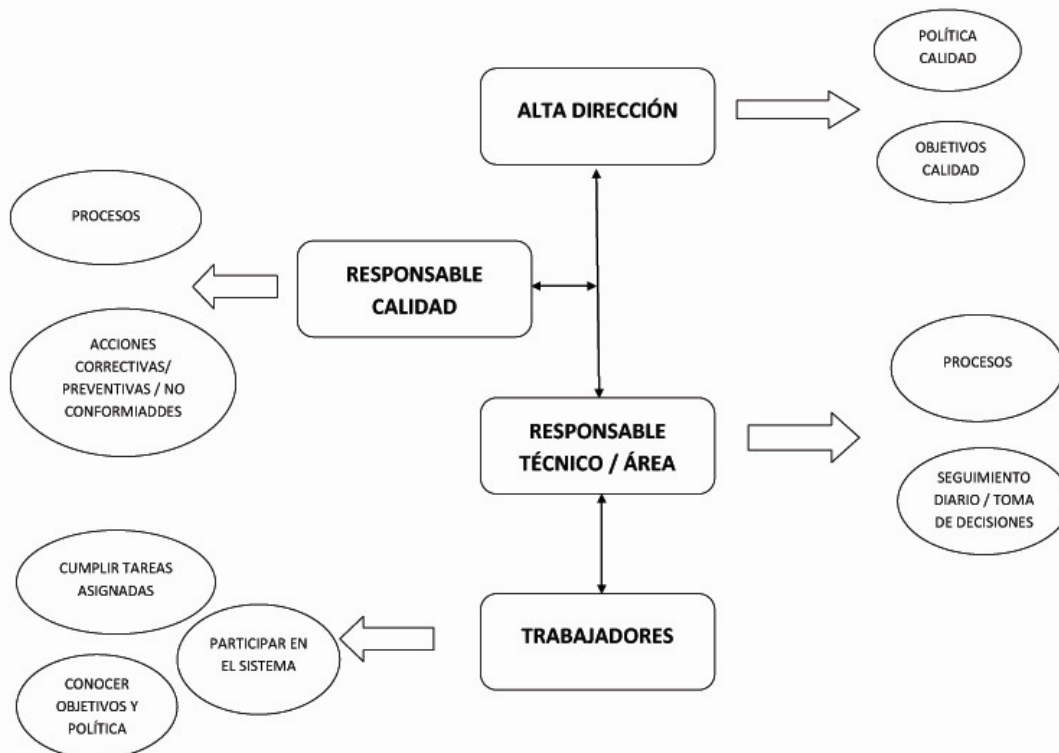 POLÍTICA
CALIDAD
ALTA DIRECCIÓN
OBJETIVOS
CALIDAD
PROCESOS
RESPONSABLE
CALIDAD
ACCIONES
CORRECTIVAS/
PREVENTIVAS / NO
CONFORMIADDES
PROCESOS
RESPONSABLE
TÉCNICO / ÁREA
SEGUIMIENTO
DIARIO / TOMA
DE DECISIONES
CUMPLIR TAREAS
ASIGNADAS
PARTICIPAR EN
EL SISTEMA
TRABAJADORES
CONOCER
OBJETIVOS Y
POLÍTICA